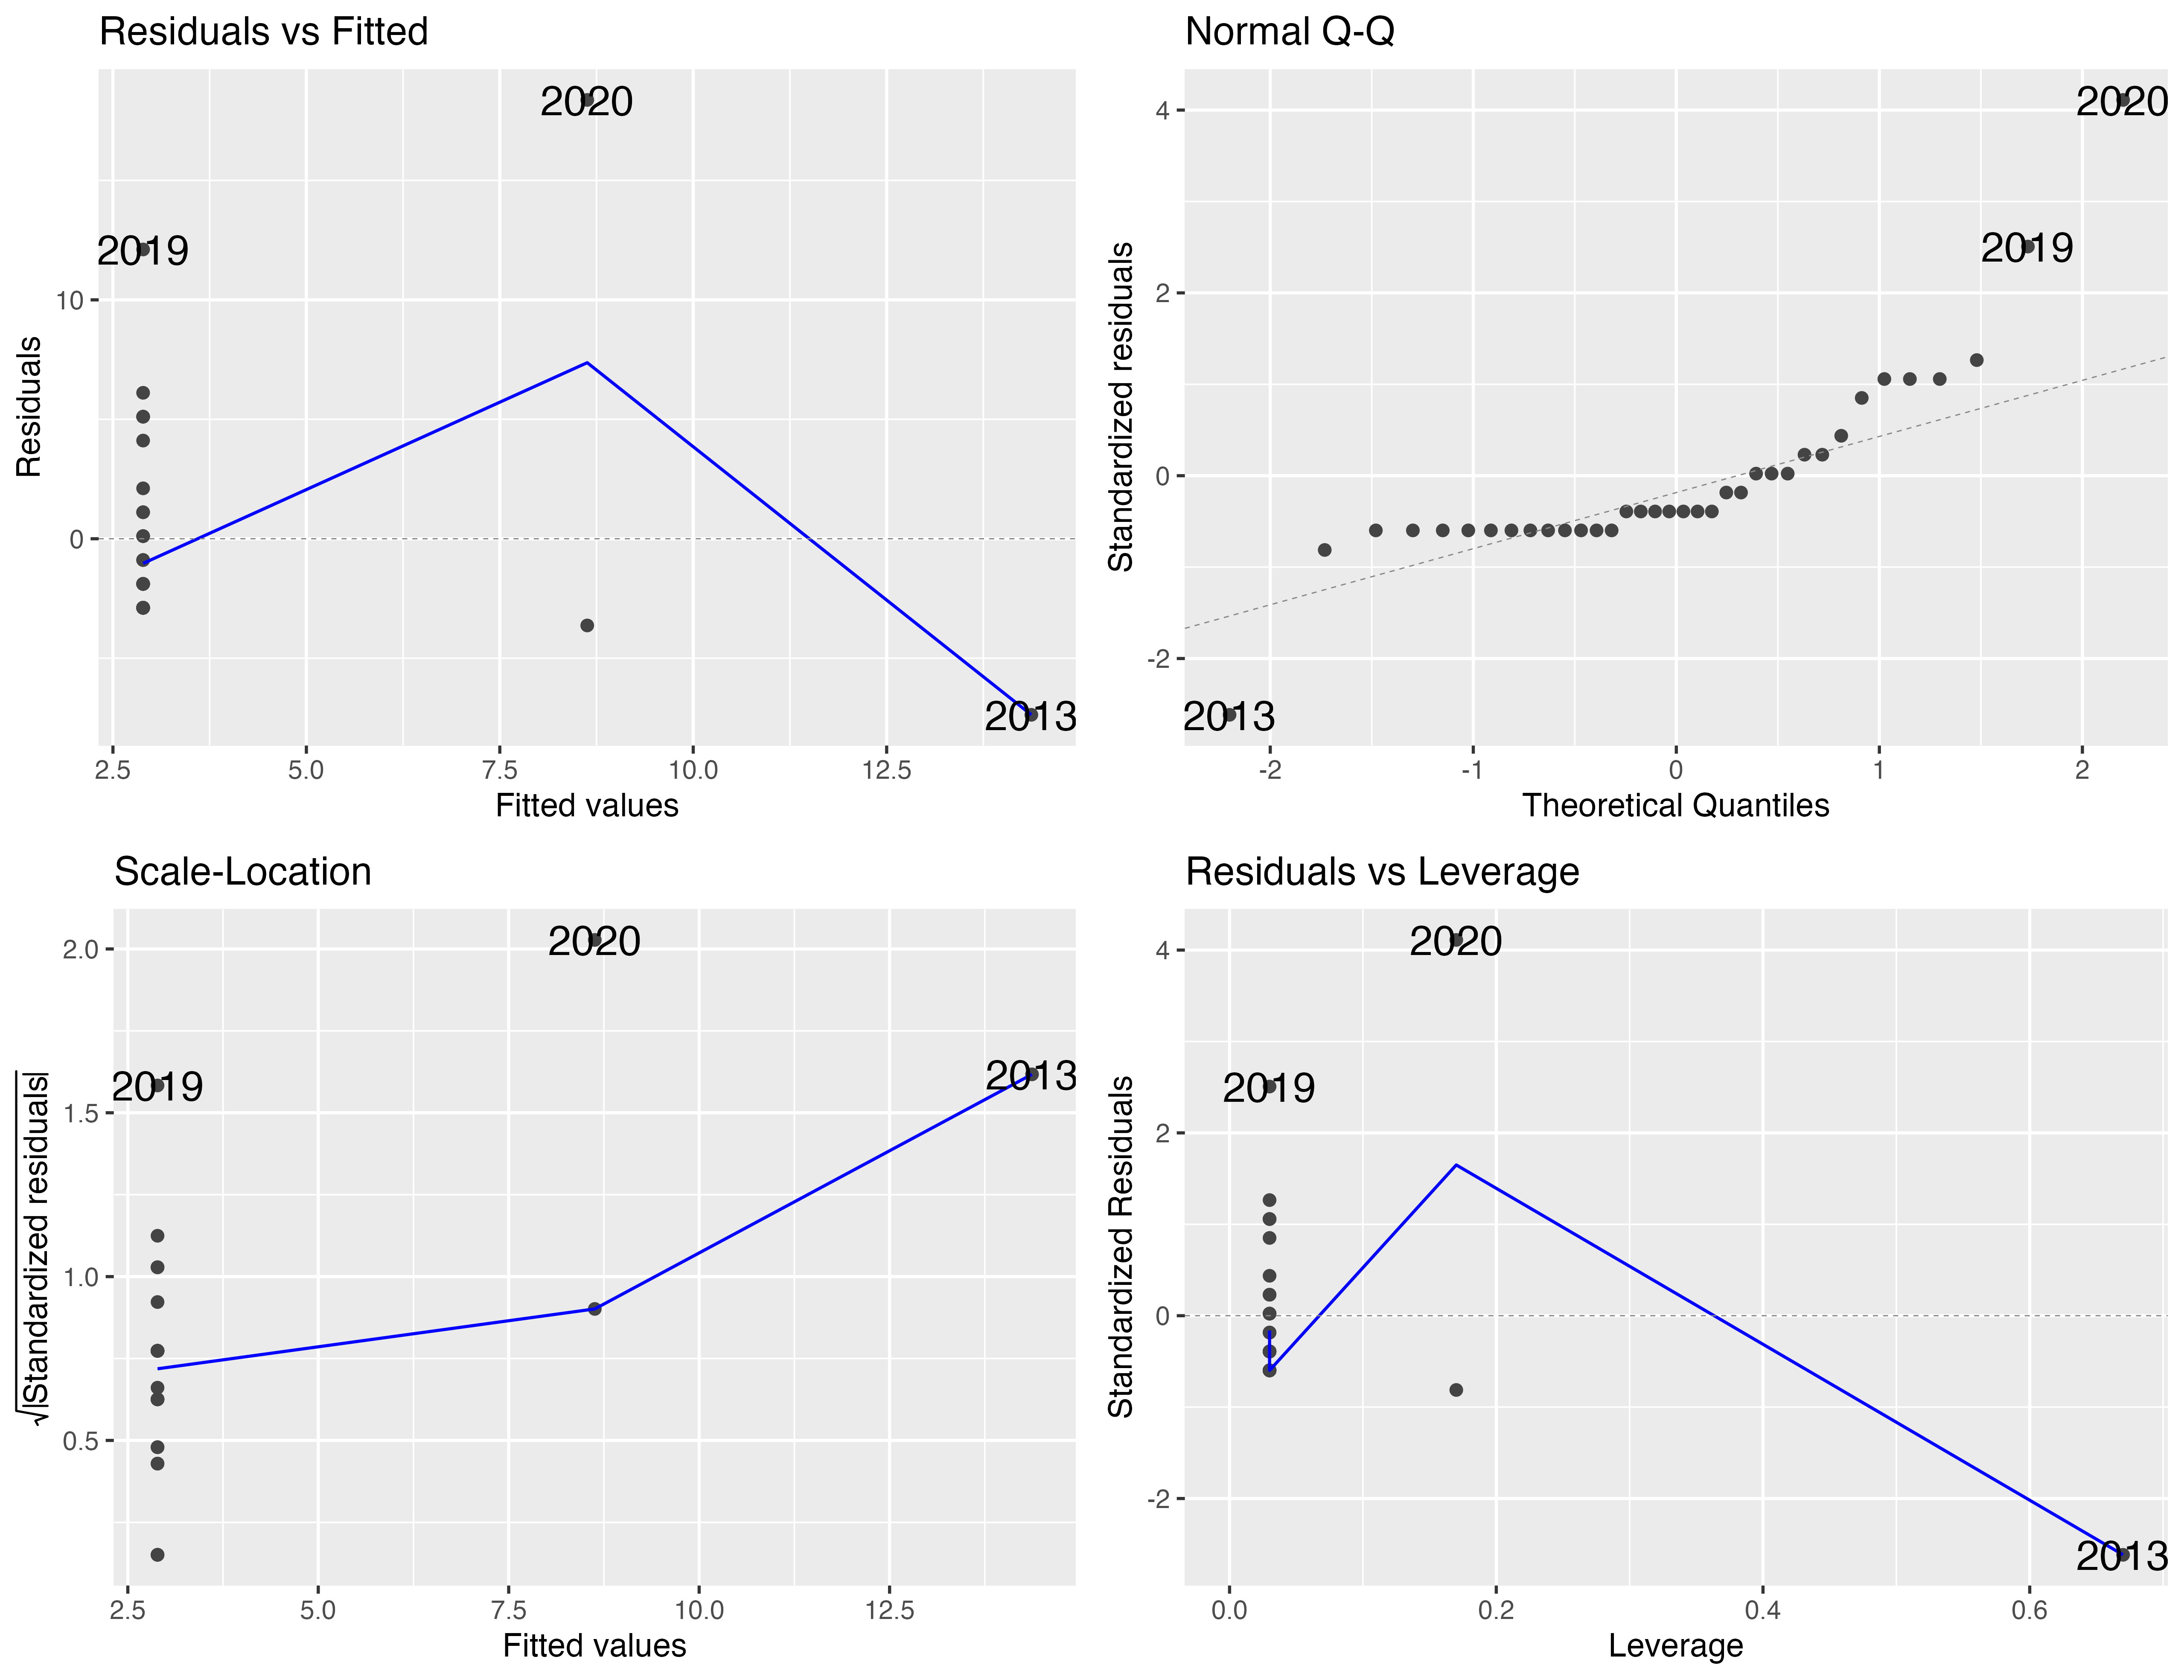 Residuals vs Fitted
Residuals
10
0
2020
2019
2013
2.5 5.0 7.5 10.0 12.5
Fitted values
Normal Q-Q
Standardized residuals
4
2
0
-2
2020
2019
2013
-2 -1 0 1 2
Theoretical Quantiles
Scale-Location
√|Standardized residuals|
2.0
1.5
1.0
0.5
2020
2019
2013
2.5 5.0 7.5 10.0 12.5
Fitted values
Residuals vs Leverage
Standardized Residuals
4
2
0
-2
2020
2019
2013
0.0 0.2 0.4 0.6
Leverage